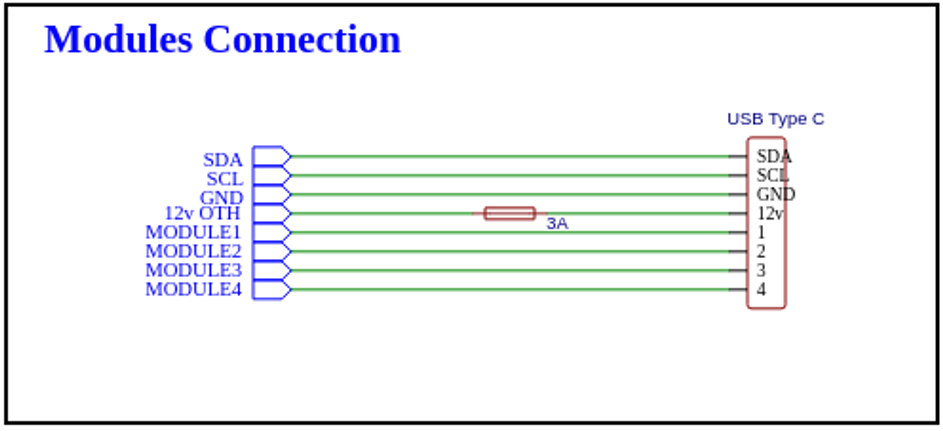 Modules Connection
USB Type C
SDA SDA
SCL SCL
GND GND
12v OTH 3A 12v
MODULE1 1
MODULE2 2
MODULE3 3
MODULE4 4